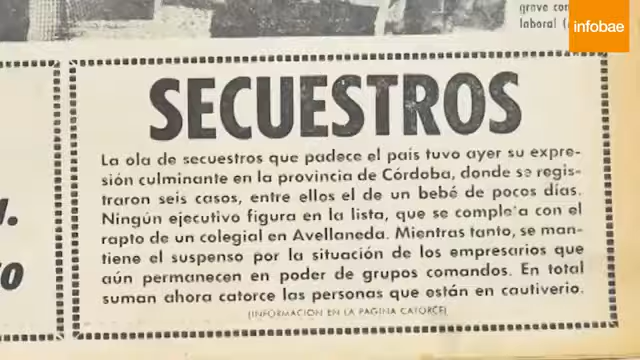 grave con
laboral (
infobae
SECUESTROS
La ola de secuestros que padece el país tuvo ayer su expre-
sión culminante en la provincia de Córdoba, donde se regis-
traron seis casos, entre ellos el de un bebé de pocos días.
Ningún ejecutivo figura en la lista, que se completa con el
rapto de un colegial en Avellaneda. Mientras tanto, se man-
tiene el suspenso por la situación de los empresarios que
aún permanecen en poder de grupos comandos. En total
suman ahora catorce las personas que están en cautiverio.
(INFORMACION EN LA PAGINA CATORCE)